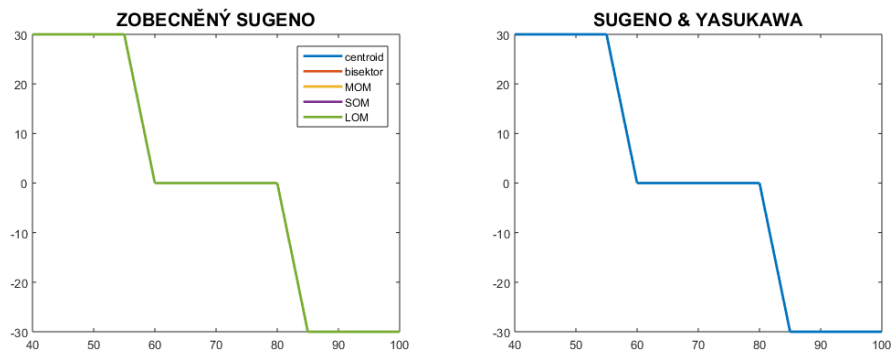 ZOBECNĚNÝ SUGENO
30
20
10
0
-10
-20
-30
40 50 60 70 80 90 100
centroid
bisektor
MOM
SOM
LOM
SUGENO & YASUKAWA
30
20
10
0
-10
-20
-30
40 50 60 70 80 90 100